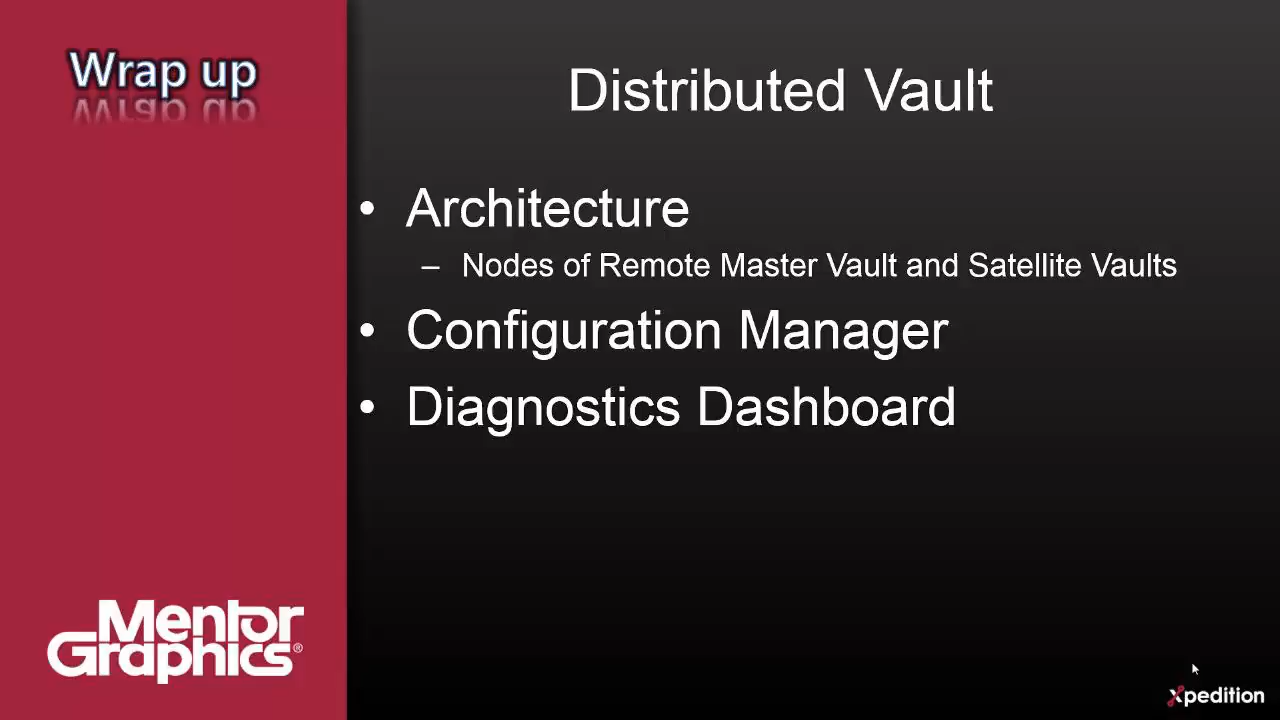 Wrap up
Distributed Vault
• Architecture
– Nodes of Remote Master Vault and Satellite Vaults
• Configuration Manager
• Diagnostics Dashboard
Mentor
Graphics®
Xpedition